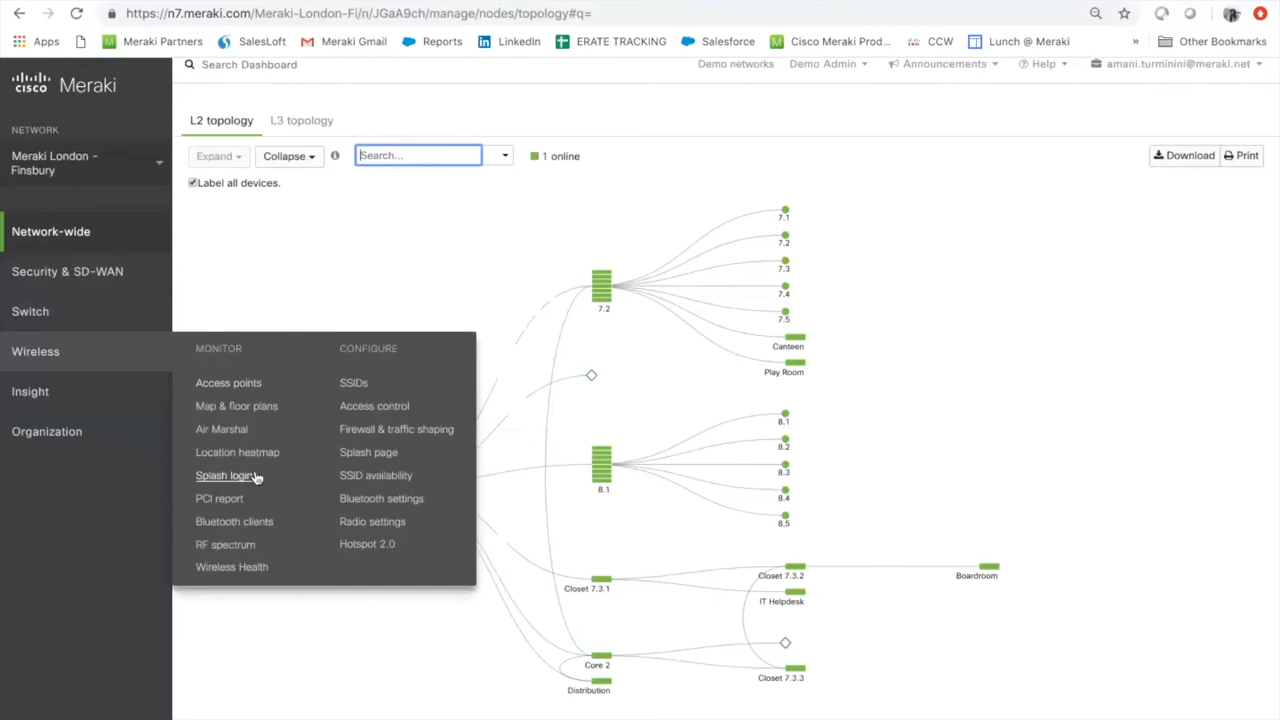 https://n7.meraki.com/Meraki-London-Fi/n/JGaA9ch/manage/nodes/topology#q=
Apps Meraki Partners SalesLoft Meraki Gmail Reports LinkedIn ERATE TRACKING Salesforce Cisco Meraki Prod... CCW Lunch @ Meraki » Other Bookmarks
cisco Meraki
Search Dashboard Demo networks Demo Admin Announcements Help amani.turminini@meraki.net
NETWORK
Meraki London -
Finsbury
Network-wide
Security & SD-WAN
Switch
Wireless
Insight
Organization
L2 topology L3 topology
Expand Collapse Search... 1 online Download Print
Label all devices.
MONITOR
Access points
Map & floor plans
Air Marshal
Location heatmap
Splash logins
PCI report
Bluetooth clients
RF spectrum
Wireless Health
CONFIGURE
SSIDs
Access control
Firewall & traffic shaping
Splash page
SSID availability
Bluetooth settings
Radio settings
Hotspot 2.0
7.1
7.2
7.3
7.2
7.4
7.5
Canteen
Play Room
8.1
8.2
8.3
8.1
8.4
8.5
Closet 7.3.1
Closet 7.3.2
Boardroom
IT Helpdesk
Core 2
Closet 7.3.3
Distribution